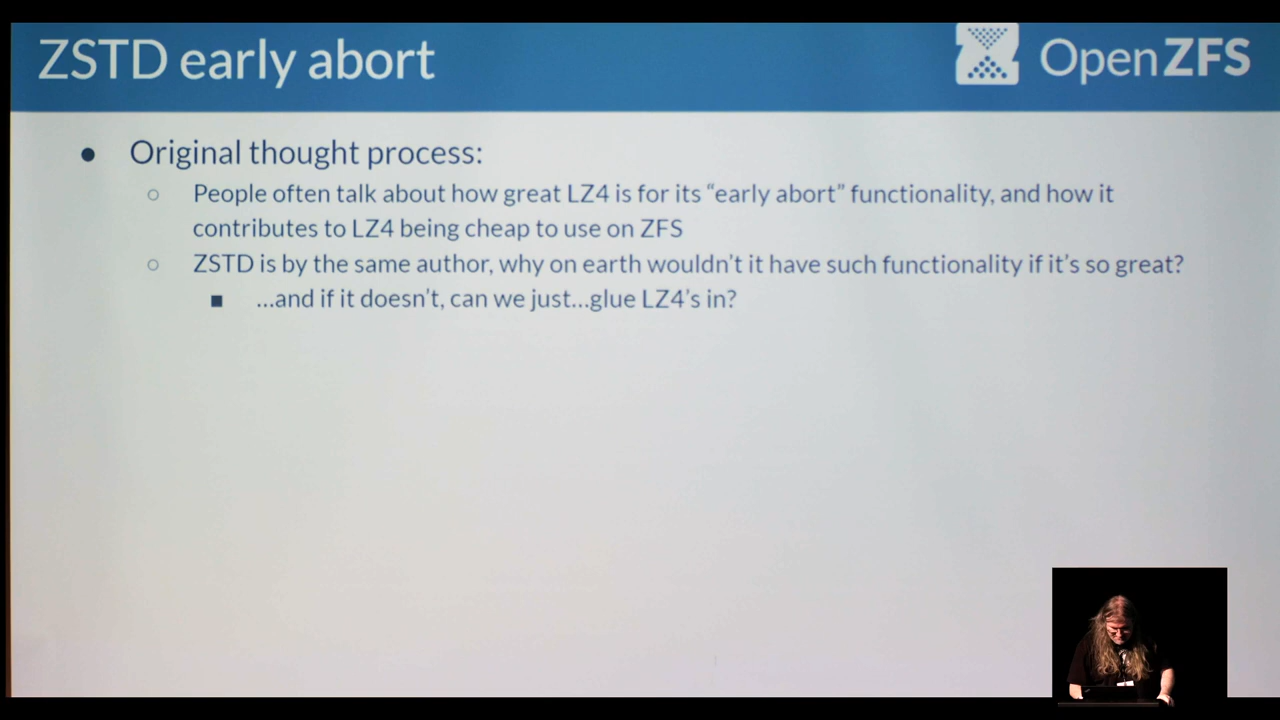 ZSTD early abort
OpenZFS
● Original thought process:
○ People often talk about how great LZ4 is for its “early abort” functionality, and how it
contributes to LZ4 being cheap to use on ZFS
○ ZSTD is by the same author, why on earth wouldn’t it have such functionality if it’s so great?
■ …and if it doesn’t, can we just…glue LZ4’s in?